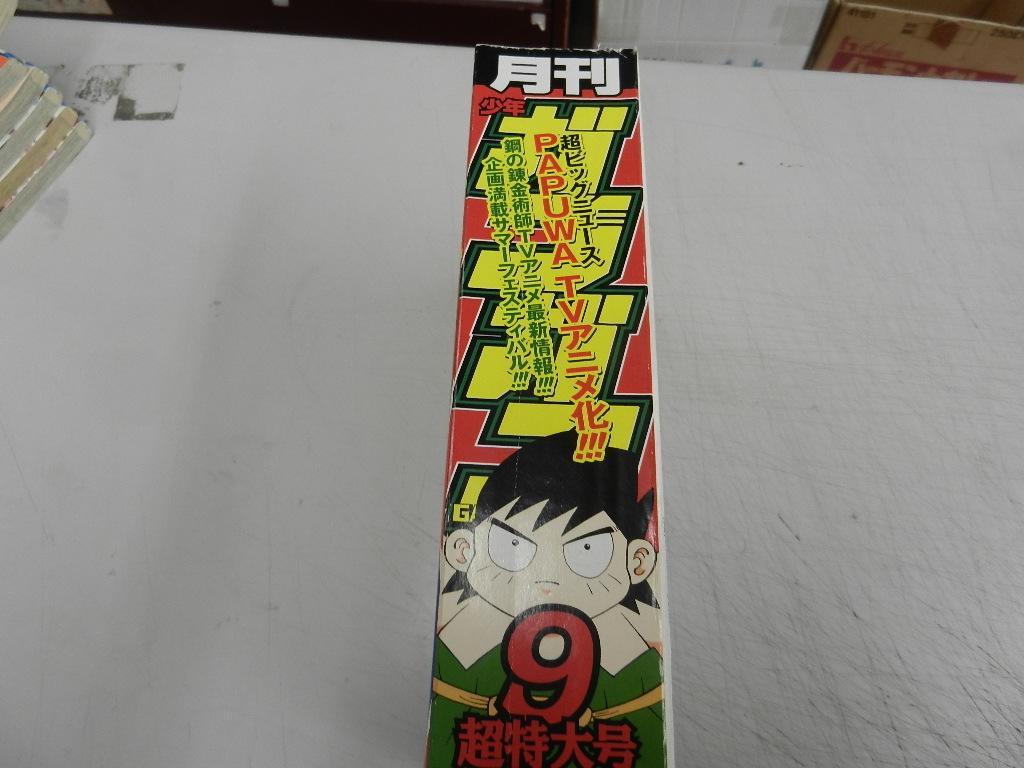 月刊
少年
ガンガン
超ビッグニュース
PAPUWA TVアニメ化!!!
鋼の錬金術師TVアニメ最新情報!!!
企画満載サマーフェスティバル!!!
G
9
超特大号